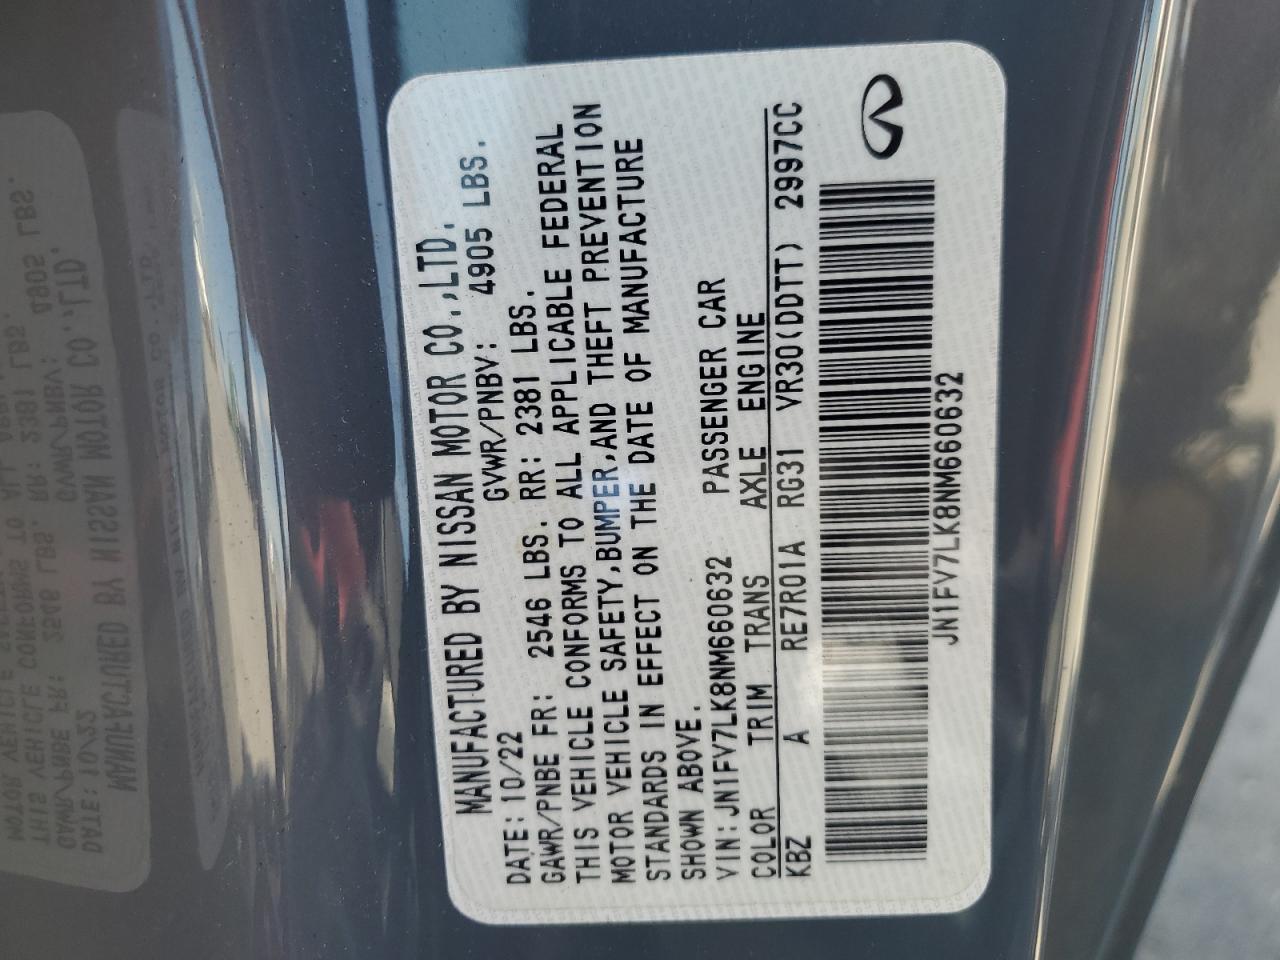 MANUFACTURED BY NISSAN MOTOR CO.,LTD.
DATE: 10/22 GVWR/PNBV: 4905 LBS.
GAWR/PNBE FR: 2546 LBS. RR: 2381 LBS.
THIS VEHICLE CONFORMS TO ALL APPLICABLE FEDERAL
MOTOR VEHICLE SAFETY,BUMPER,AND THEFT PREVENTION
STANDARDS IN EFFECT ON THE DATE OF MANUFACTURE
SHOWN ABOVE.
VIN: JN1FV7LK8NM660632 PASSENGER CAR
COLOR TRIM TRANS AXLE ENGINE
KBZ A RE7R01A RG31 VR30(DDTT) 2997CC
JN1FV7LK8NM660632